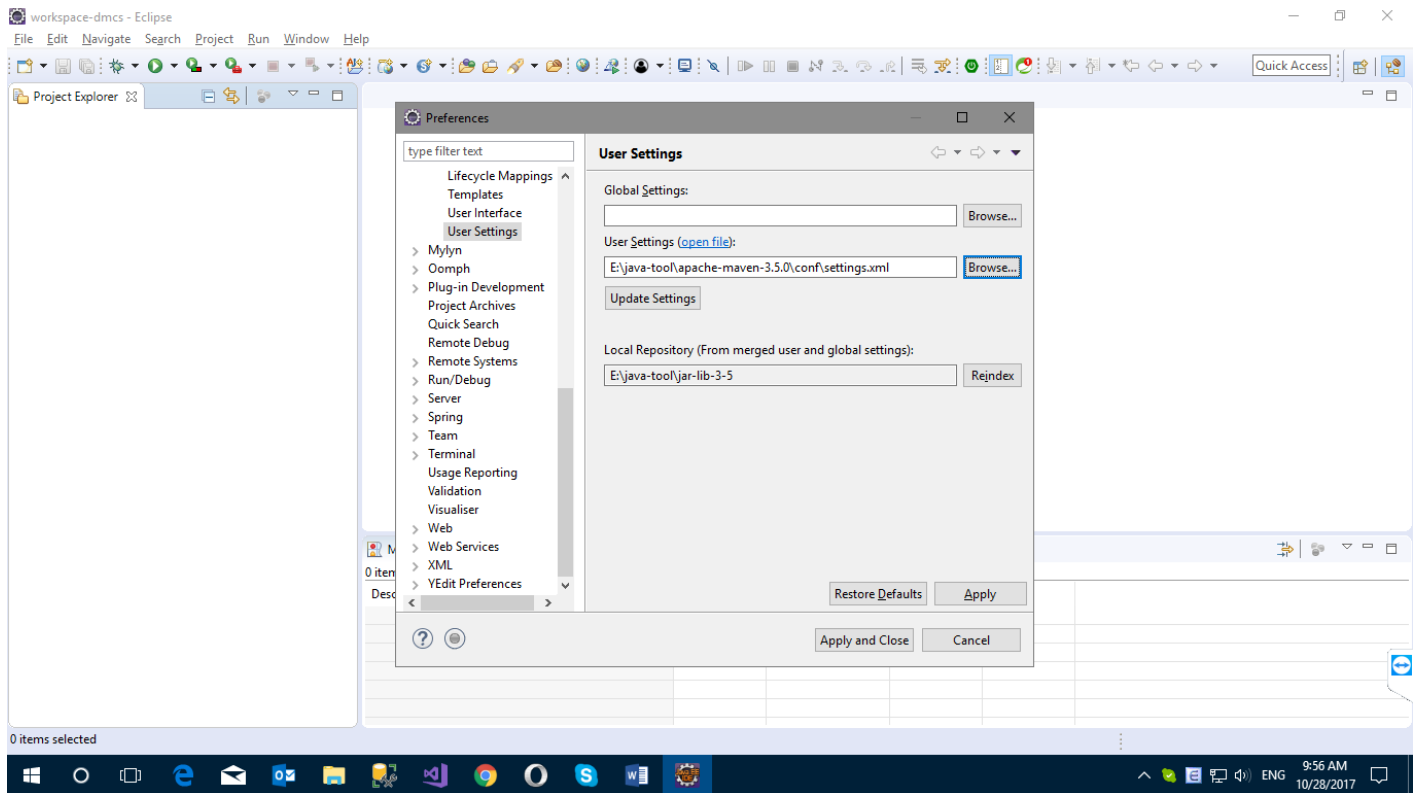 workspace-dmcs - Eclipse
File Edit Navigate Search Project Run Window Help
Quick Access
Project Explorer
Preferences
type filter text
Lifecycle Mappings
Templates
User Interface
User Settings
Mylyn
Oomph
Plug-in Development
Project Archives
Quick Search
Remote Debug
Remote Systems
Run/Debug
Server
Spring
Team
Terminal
Usage Reporting
Validation
Visualiser
Web
Web Services
XML
YEdit Preferences
User Settings
Global Settings:
Browse...
User Settings (open file):
E:\java-tool\apache-maven-3.5.0\conf\settings.xml
Browse...
Update Settings
Local Repository (From merged user and global settings):
E:\java-tool\jar-lib-3-5
Reindex
Restore Defaults Apply
Apply and Close Cancel
M
0 item
Desc
0 items selected
ENG
9:56 AM
10/28/2017